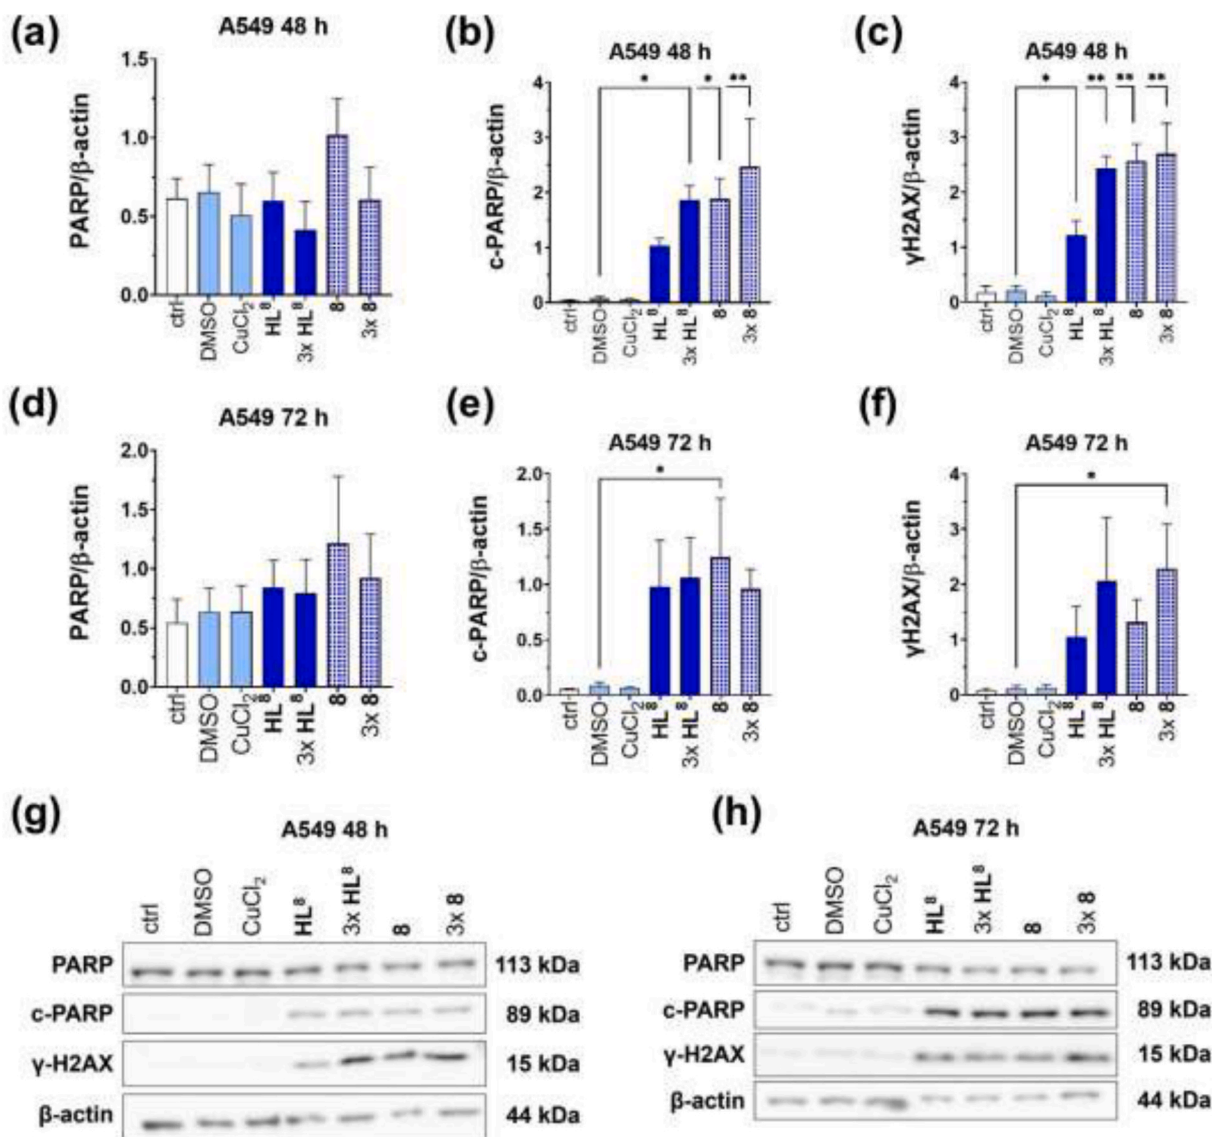 (a)
A549 48 h
PARP/β-actin
1.5
1.0
0.5
0.0
ctrl
DMSO
CuCl₂
HL⁸
3x HL⁸
8
3x 8
(b)
A549 48 h
c-PARP/β-actin
4
3
2
1
0
* * **
ctrl
DMSO
CuCl₂
HL⁸
3x HL⁸
8
3x 8
(c)
A549 48 h
γH2AX/β-actin
4
3
2
1
0
* ** ** **
ctrl
DMSO
CuCl₂
HL⁸
3x HL⁸
8
3x 8
(d)
A549 72 h
PARP/β-actin
2.0
1.5
1.0
0.5
0.0
ctrl
DMSO
CuCl₂
HL⁸
3x HL⁸
8
3x 8
(e)
A549 72 h
c-PARP/β-actin
2.0
1.5
1.0
0.5
0.0
*
ctrl
DMSO
CuCl₂
HL⁸
3x HL⁸
8
3x 8
(f)
A549 72 h
γH2AX/β-actin
4
3
2
1
0
*
ctrl
DMSO
CuCl₂
HL⁸
3x HL⁸
8
3x 8
(g)
A549 48 h
ctrl DMSO CuCl₂ HL⁸ 3x HL⁸ 8 3x 8
PARP 113 kDa
c-PARP 89 kDa
γ-H2AX 15 kDa
β-actin 44 kDa
(h)
A549 72 h
ctrl DMSO CuCl₂ HL⁸ 3x HL⁸ 8 3x 8
PARP 113 kDa
c-PARP 89 kDa
γ-H2AX 15 kDa
β-actin 44 kDa